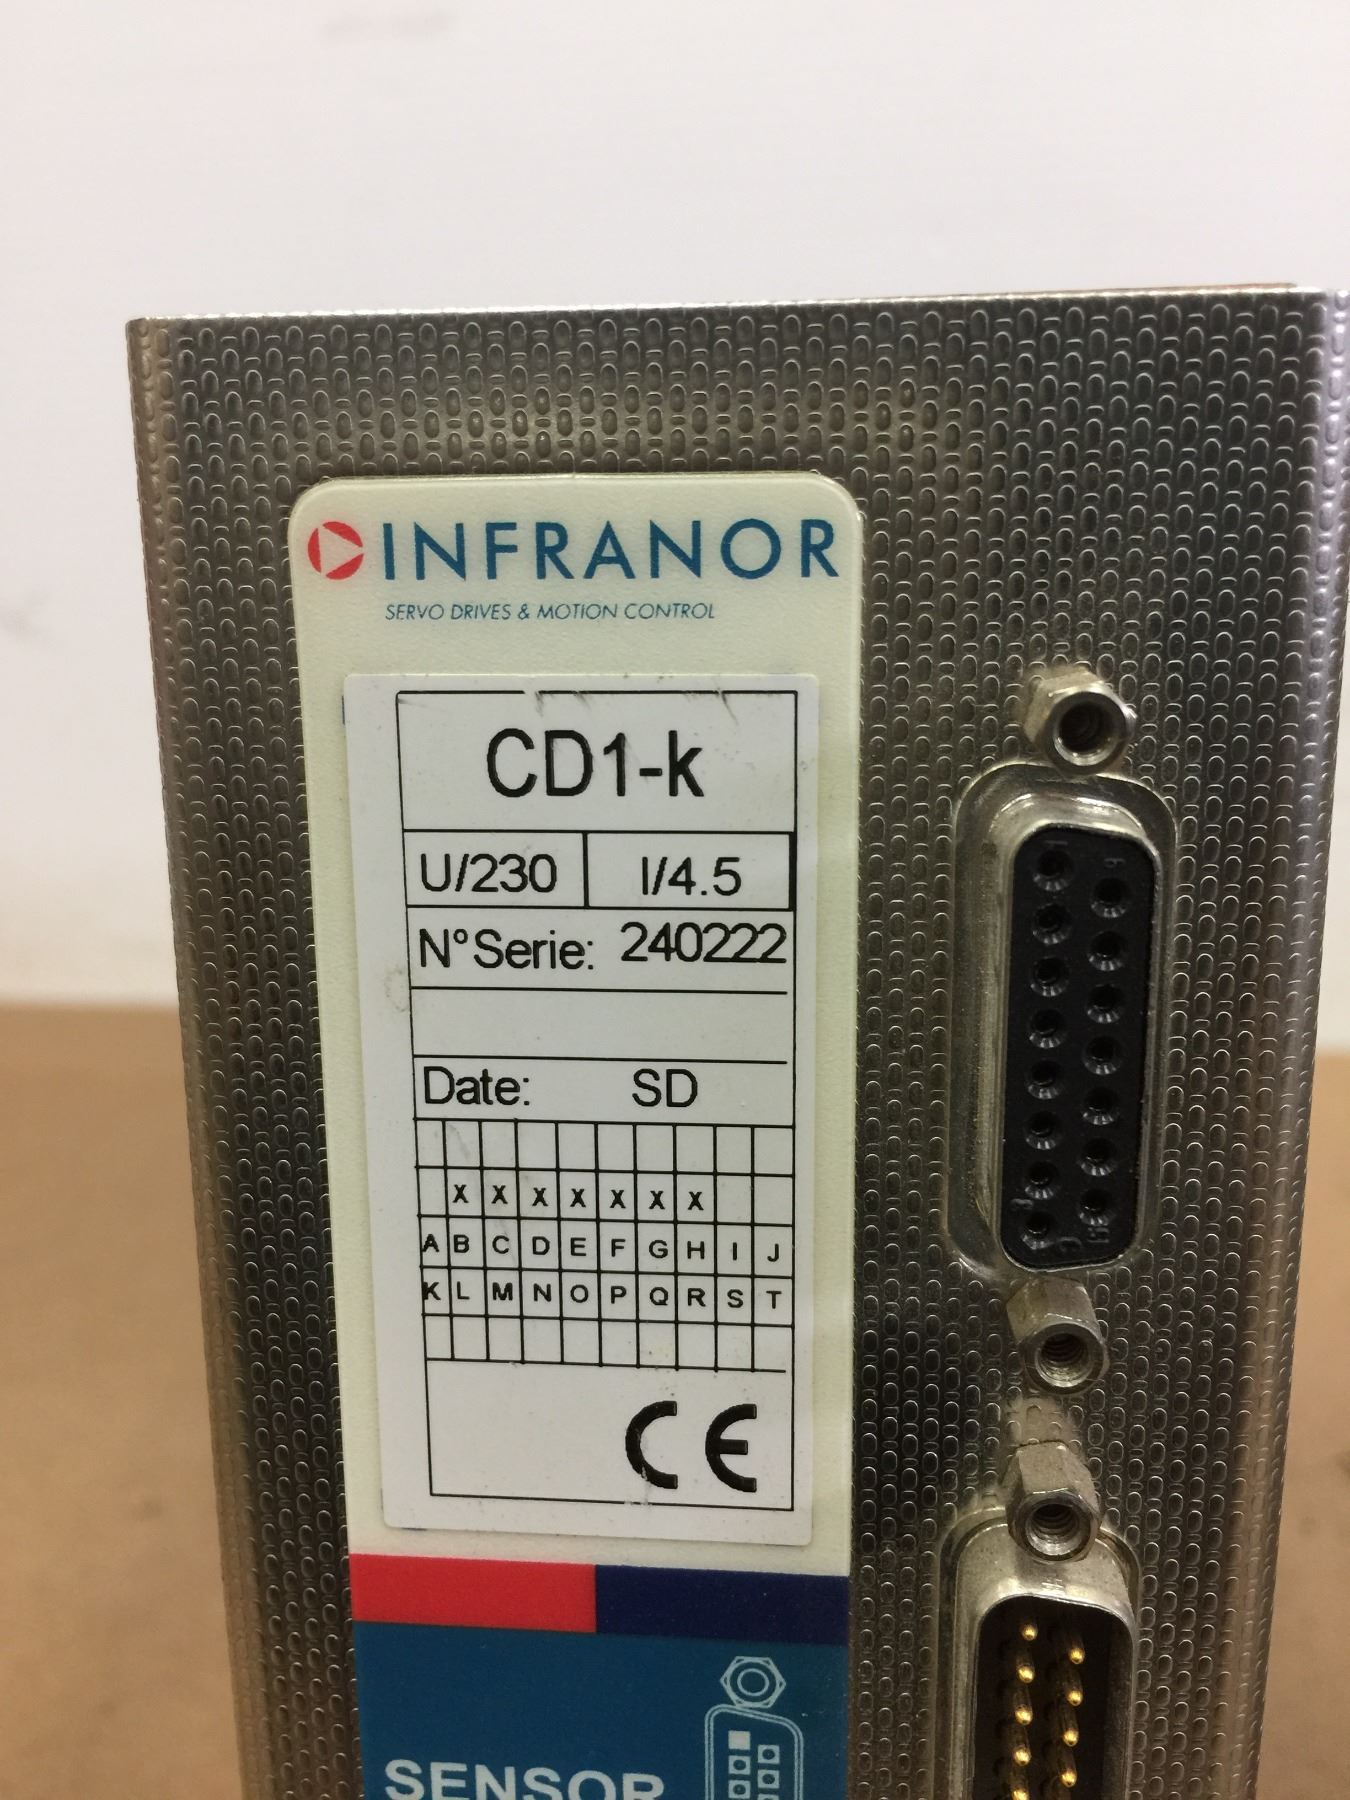 INFRANOR
SERVO DRIVES & MOTION CONTROL
CD1-k
U/230 I/4.5
N°Serie: 240222
Date: SD
X X X X X X X
A B C D E F G H I J
K L M N O P Q R S T
CE
SENSOR